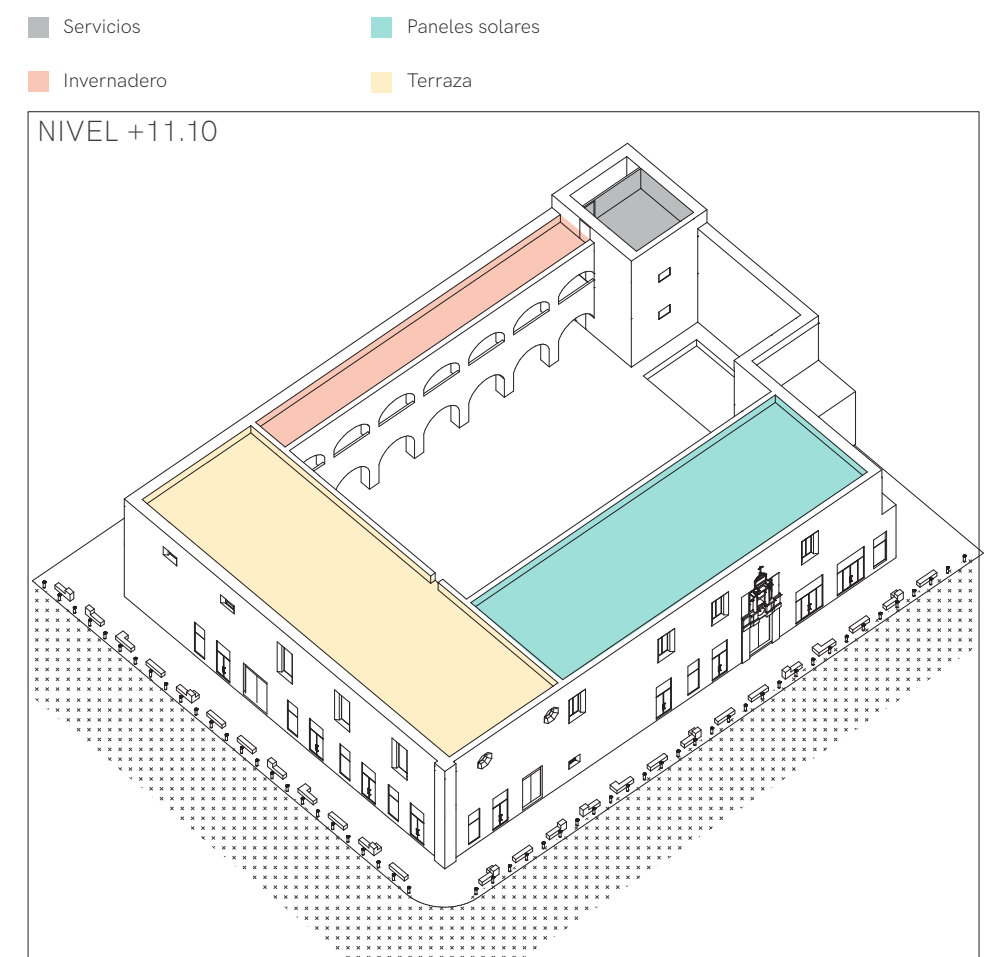 Servicios
Paneles solares
Invernadero
Terraza
NIVEL +11.10